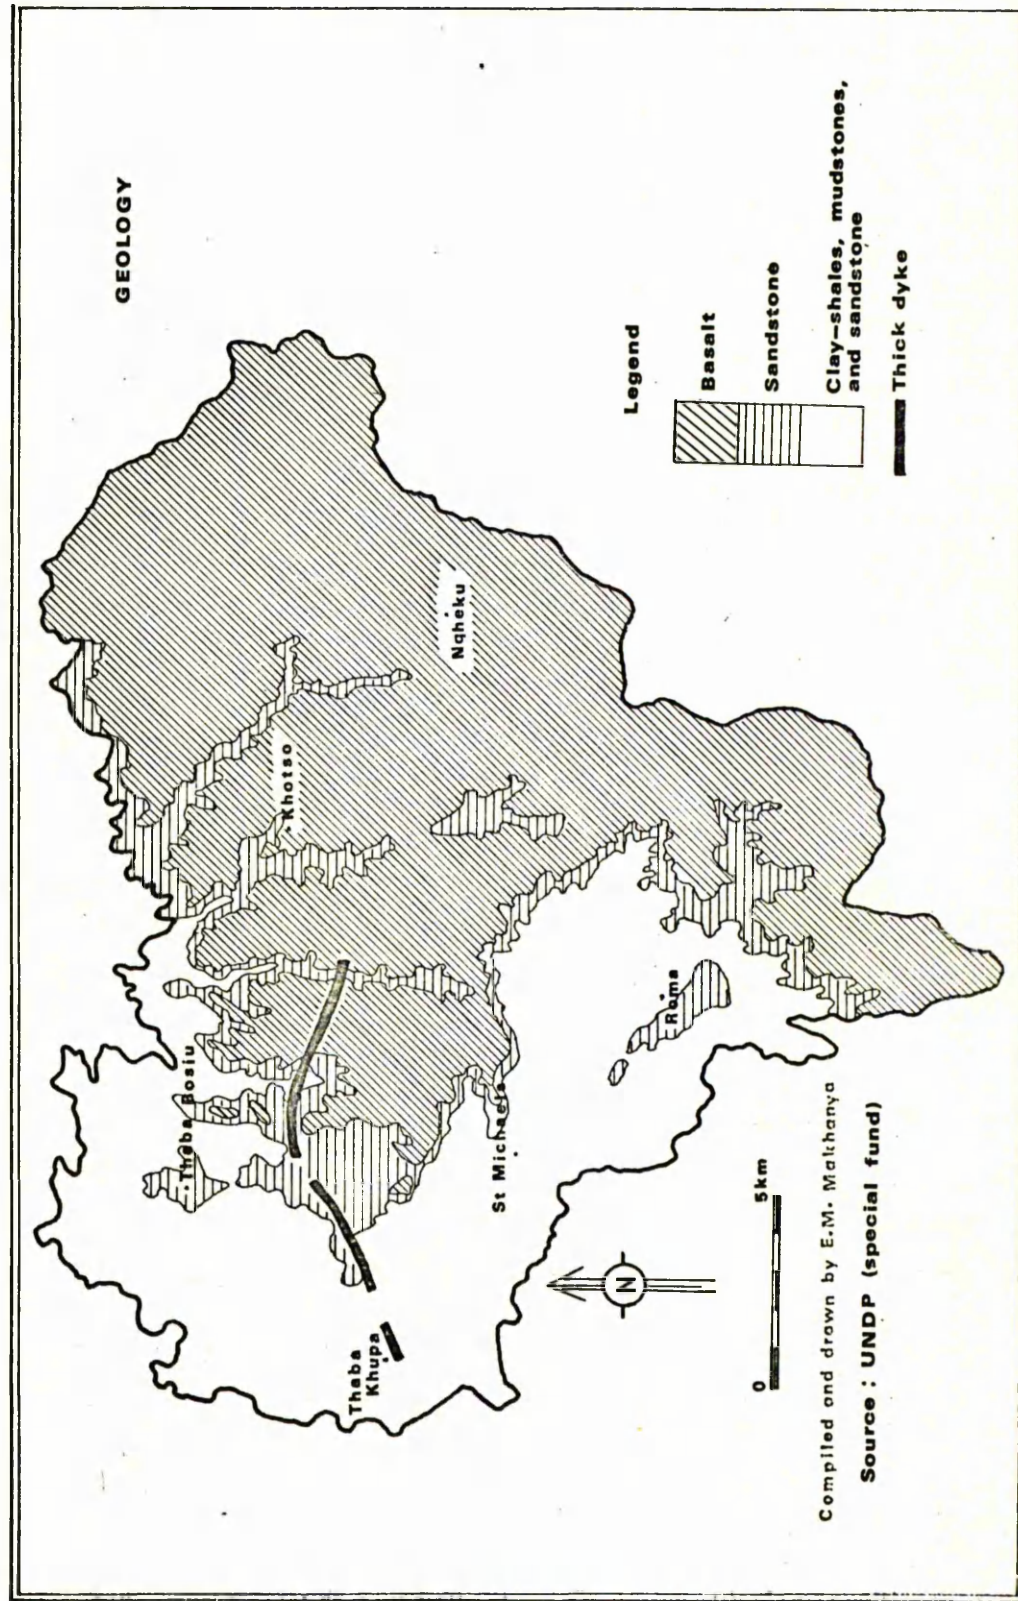 GEOLOGY
Thaba Bosiu
Khotso
Nqheku
Thaba
Khupa
St Michaels
Roma
N
Legend
Basalt
Sandstone
Clay-shales, mudstones,
and sandstone
Thick dyke
0 5km
Compiled and drawn by E.M. Makhanya
Source : UNDP (special fund)